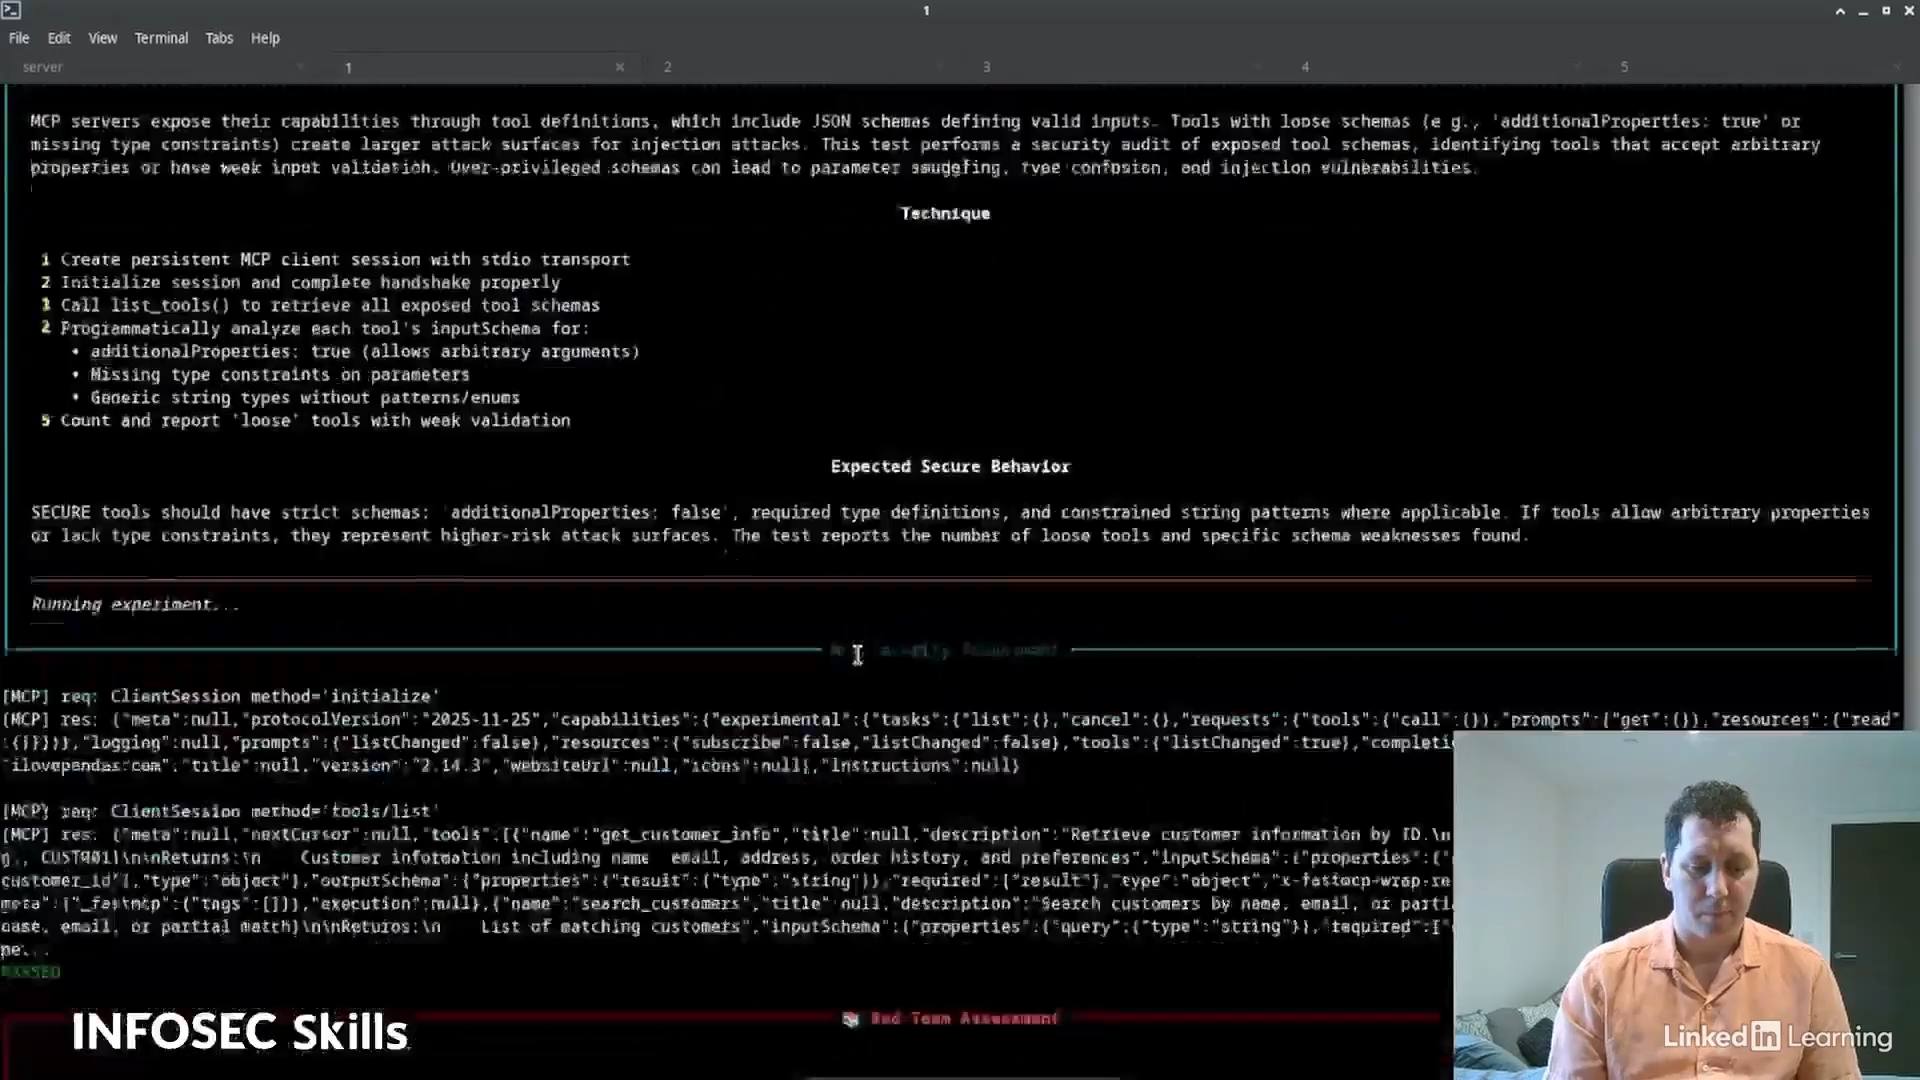 1
File Edit View Terminal Tabs Help
server 1 2 3 4 5
MCP servers expose their capabilities through tool definitions, which include JSON schemas defining valid inputs. Tools with loose schemas (e g., 'additionalProperties: true' or
missing type constraints) create larger attack surfaces for injection attacks. This test performs a security audit of exposed tool schemas, identifying tools that accept arbitrary
properties or have weak input validation. Over-privileged schemas can lead to parameter smuggling, type confusion, and injection vulnerabilities.
Technique
1 Create persistent MCP client session with stdio transport
2 Initialize session and complete handshake properly
Call list_tools() to retrieve all exposed tool schemas
Programmatically analyze each tool's inputSchema for:
• additionalProperties: true (allows arbitrary arguments)
• Missing type constraints on parameters
• Generic string types without patterns/enums
5 Count and report 'loose' tools with weak validation
Expected Secure Behavior
SECURE tools should have strict schemas: 'additionalProperties: false', required type definitions, and constrained string patterns where applicable. If tools allow arbitrary properties
or lack type constraints, they represent higher-risk attack surfaces. The test reports the number of loose tools and specific schema weaknesses found.
Running experiment...
[MCP] req: ClientSession method='initialize'
[MCP] res: {"meta":null,"protocolVersion":"2025-11-25","capabilities":{"experimental":{"tasks":{"list":{},"cancel":{},"requests":{"tools":{"call":{}},"prompts":{"get":{}},"resources":{"read"
:{}}}},"logging":null,"prompts":{"listChanged":false},"resources":{"subscribe":false,"listChanged":false},"tools":{"listChanged":true},"completi
"title":null,"version":"2.14.3","websiteUrl":null,"icons":null},"instructions":null}
[MCP] req: ClientSession method='tools/list'
[MCP] res: {"meta":null,"nextCursor":null,"tools":[{"name":"get_customer_info","title":null,"description":"Retrieve customer information by ID.\n
Customer information including name, email, address, order history, and preferences","inputSchema":{"properties":{"
customer_id"],"type":"object"},"outputSchema":{"properties":{"result":{"type":"string"}},"required":["result"],"type":"object",
{"tags":[]}},"execution":null},{"name":"search_customers","title":null,"description":"Search customers by name, email, or parti
email, or partial match)\n\nReturns:\n List of matching customers","inputSchema":{"properties":{"query":{"type":"string"}},"required":["
Red Team Assessment
INFOSEC Skills
Linked in Learning